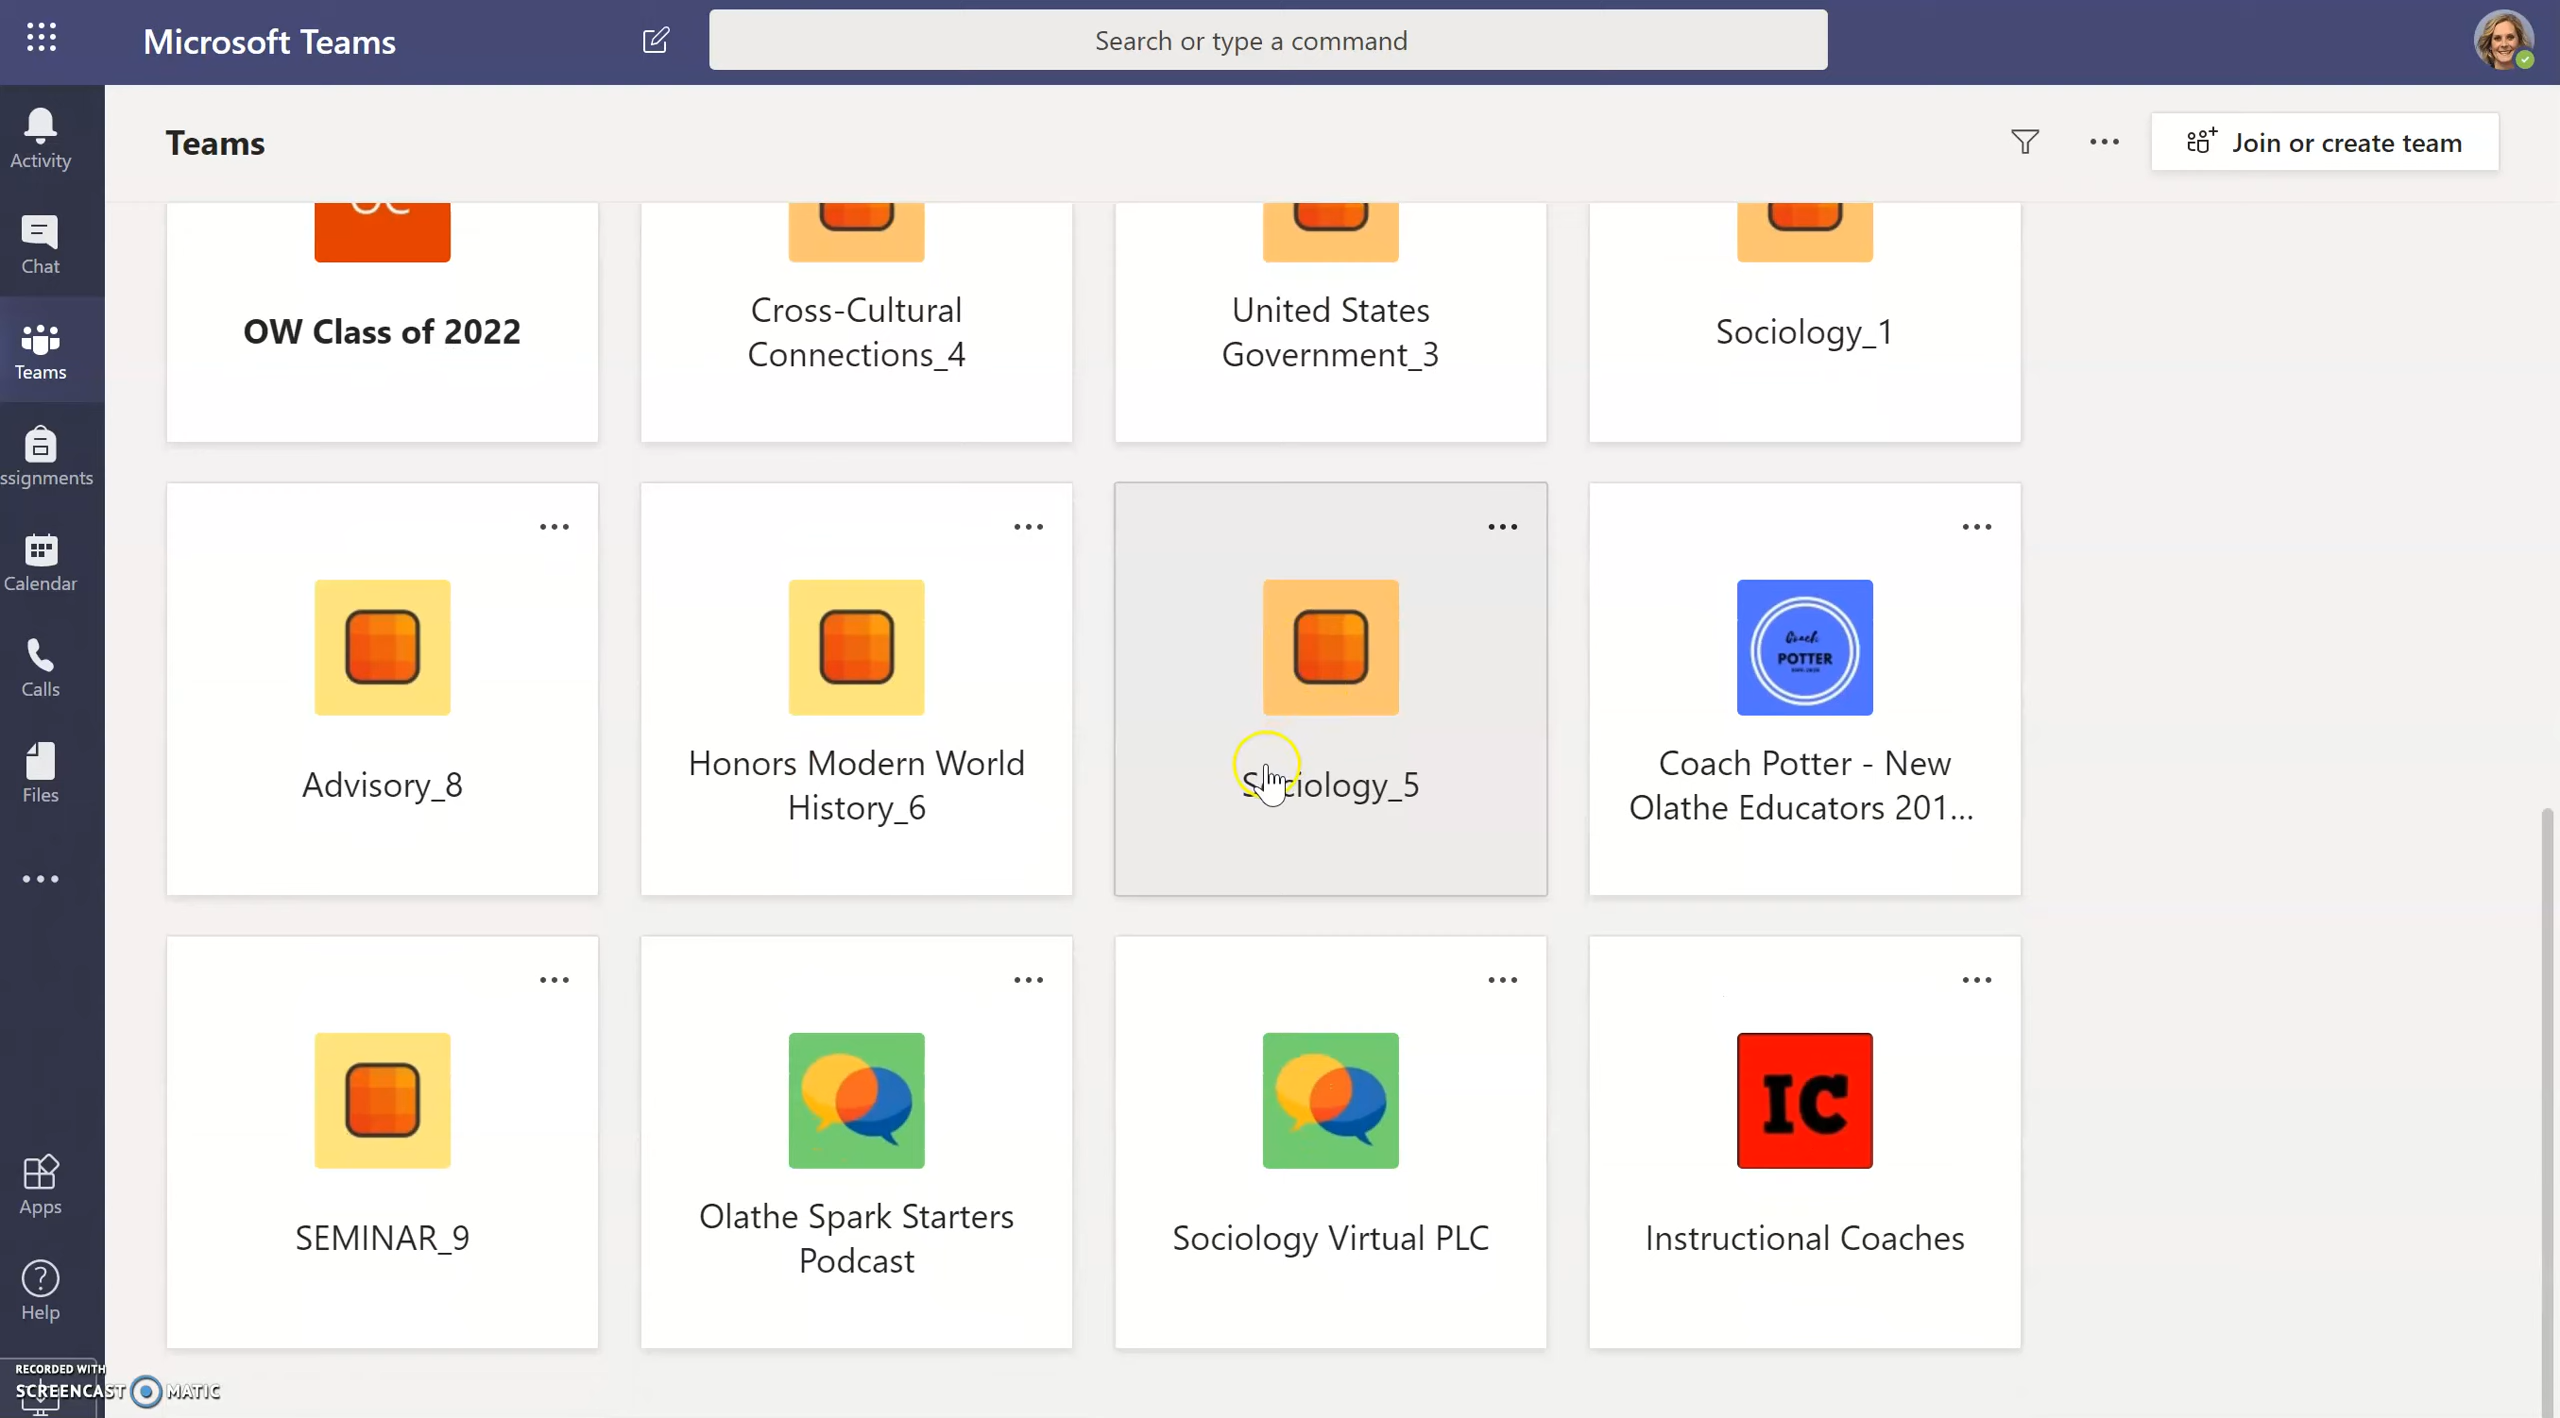 Microsoft Teams
Search or type a command
Activity
Chat
Teams
ssignments
Calendar
Calls
Files
Apps
Help
Teams
Join or create team
OW Class of 2022
Cross-Cultural
Connections_4
United States
Government_3
Sociology_1
Advisory_8
Honors Modern World
History_6
Sociology_5
Coach
POTTER
Coach Potter - New
Olathe Educators 201...
SEMINAR_9
Olathe Spark Starters
Podcast
Sociology Virtual PLC
IC
Instructional Coaches
RECORDED WITH
SCREENCAST MATIC